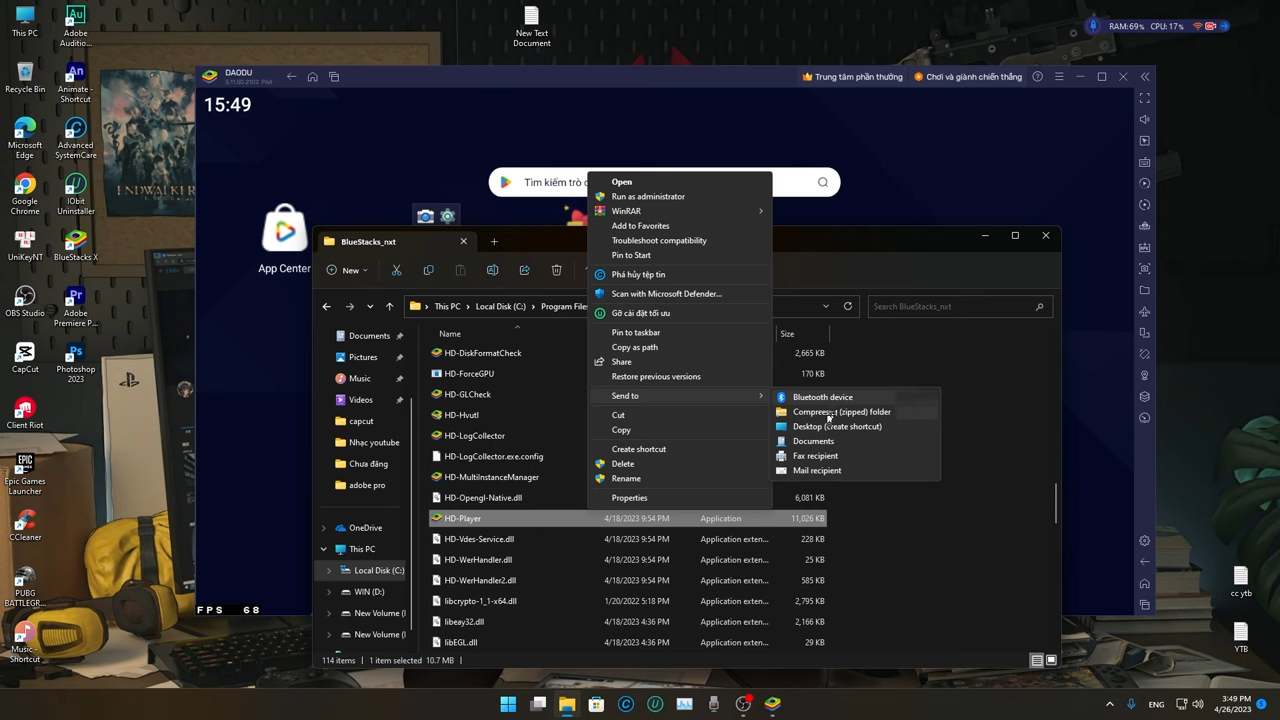 This PC
Adobe
Auditio...
Recycle Bin
Animate -
Shortcut
Microsoft
Edge
Advanced
SystemCare
Google
Chrome
IObit
Uninstaller
UniKeyNT
BlueStacks X
OBS Studio
Adobe
Premiere P...
CapCut
Photoshop
2023
Client Riot
Epic Games
Launcher
CCleaner
PUBG
BATTLEGR...
Music -
Shortcut
New Text
Document
RAM:69% CPU: 17%
cc ytb
YTB
ENDWALKER
DAODU
Trung tâm phần thưởng
Chơi và giành chiến thắng
15:49
Tìm kiếm trò c
App Center
FPS 68
BlueStacks_nxt
New
This PC
Local Disk (C:)
Program Files
Search BlueStacks_nxt
Documents
Pictures
Music
Videos
capcut
Nhạc youtube
Chưa đăng
adobe pro
OneDrive
This PC
Local Disk (C:)
WIN (D:)
New Volume (
New Volume (
Name
Size
HD-DiskFormatCheck
2,665 KB
HD-ForceGPU
170 KB
HD-GLCheck
HD-Hvutl
HD-LogCollector
HD-LogCollector.exe.config
HD-MultiInstanceManager
HD-Opengl-Native.dll
6,081 KB
HD-Player 4/18/2023 9:54 PM Application 11,026 KB
HD-Vdes-Service.dll 4/18/2023 9:54 PM Application exten... 228 KB
HD-WerHandler.dll 4/18/2023 9:54 PM Application exten... 25 KB
HD-WerHandler2.dll 4/18/2023 9:54 PM Application exten... 585 KB
libcrypto-1_1-x64.dll 1/20/2022 5:18 PM Application exten... 2,795 KB
libeay32.dll 4/18/2023 4:36 PM Application exten... 2,166 KB
libEGL.dll 4/18/2023 4:36 PM Application exten... 29 KB
114 items
1 item selected 10.7 MB
Open
Run as administrator
WinRAR
Add to Favorites
Troubleshoot compatibility
Pin to Start
Phá hủy tệp tin
Scan with Microsoft Defender...
Gỡ cài đặt tối ưu
Pin to taskbar
Copy as path
Share
Restore previous versions
Send to
Cut
Copy
Create shortcut
Delete
Rename
Properties
Bluetooth device
Compressed (zipped) folder
Desktop (create shortcut)
Documents
Fax recipient
Mail recipient
ENG
3:49 PM
4/26/2023